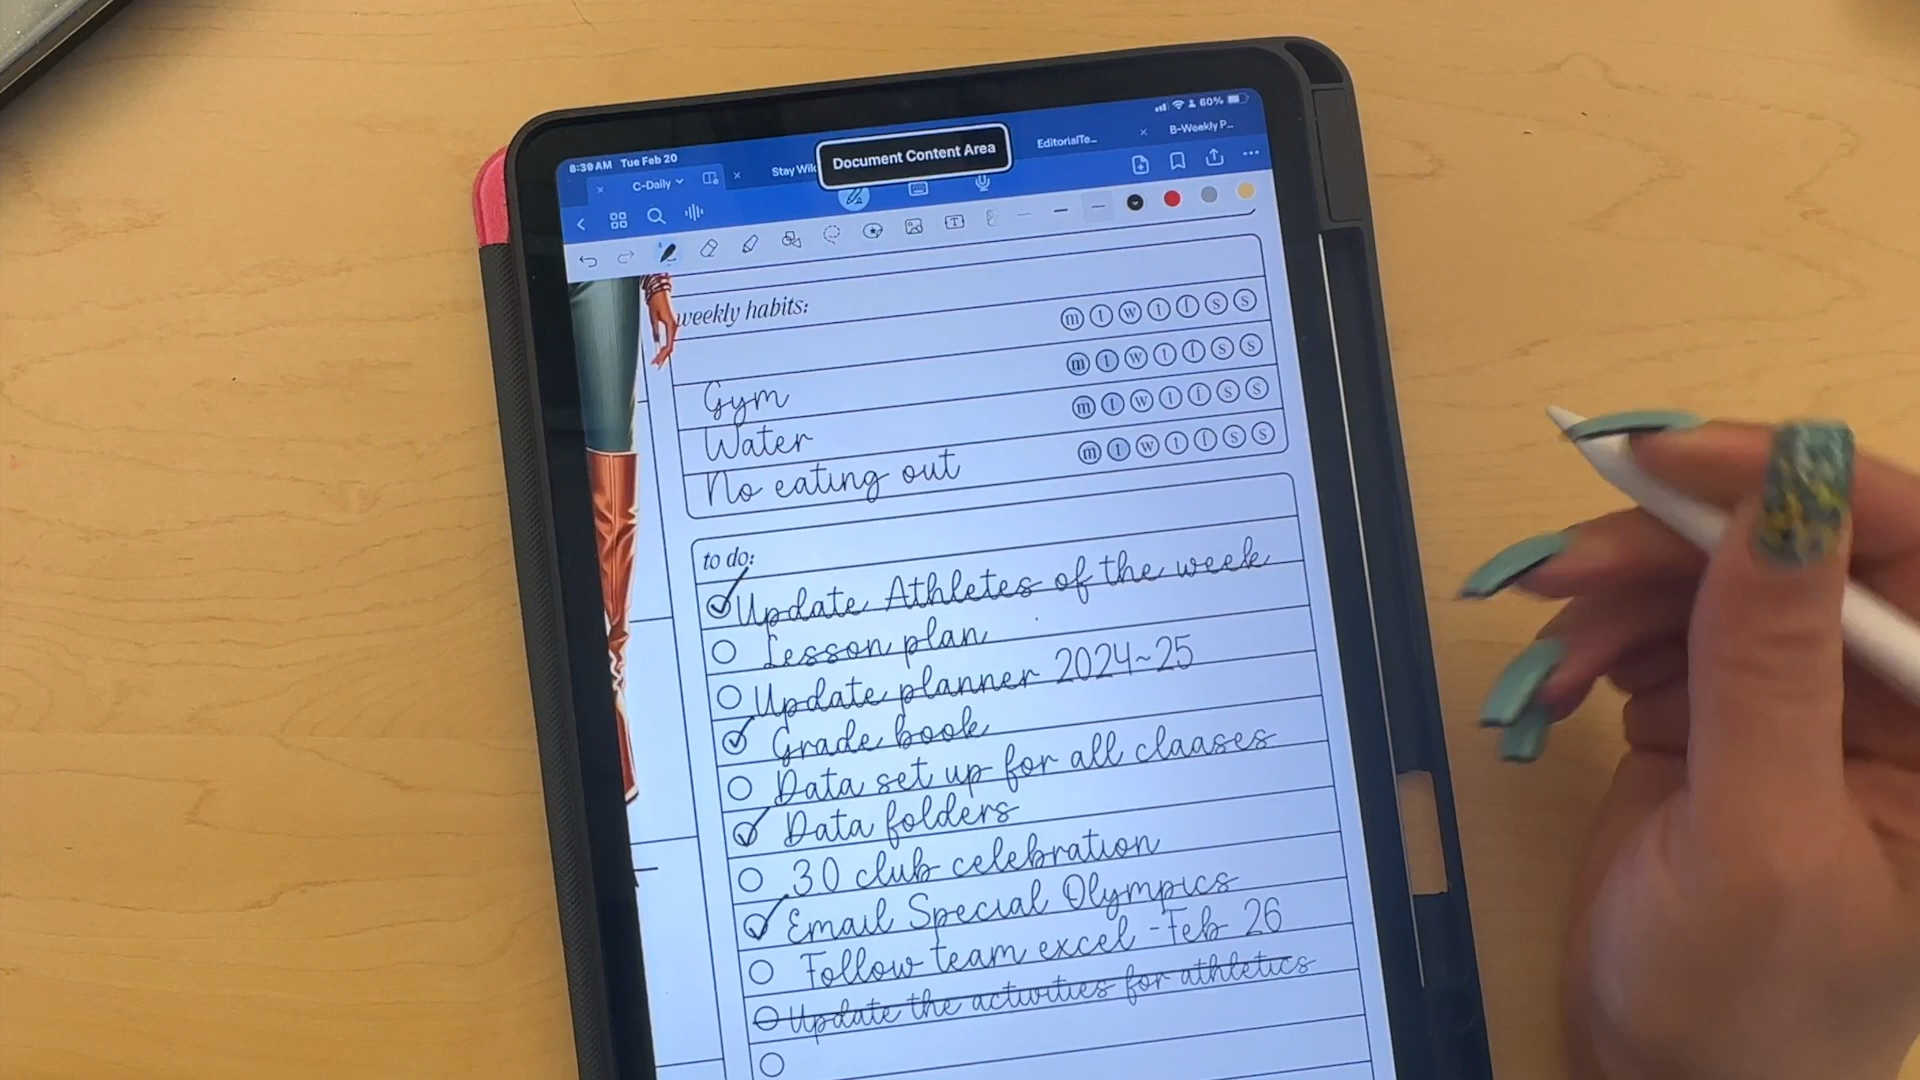 8:39 AM Tue Feb 20
60%
C-Daily
Stay Wil
Document Content Area
EditorialTe...
B-Weekly P...
weekly habits:
m t w t f s s
m t w t f s s
Gym
m t w t f s s
Water
m t w t f s s
No eating out
to do:
Update Athletes of the week
Lesson plan
Update planner 2024~25
Grade book
Data set up for all claases
Data folders
30 club celebration
Email Special Olympics
Follow team excel - Feb 26
Update the activities for athletics